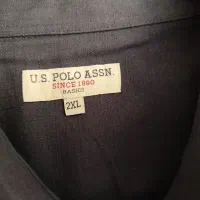 U.S. POLO ASSN.
SINCE 1890
BASICS
2XL